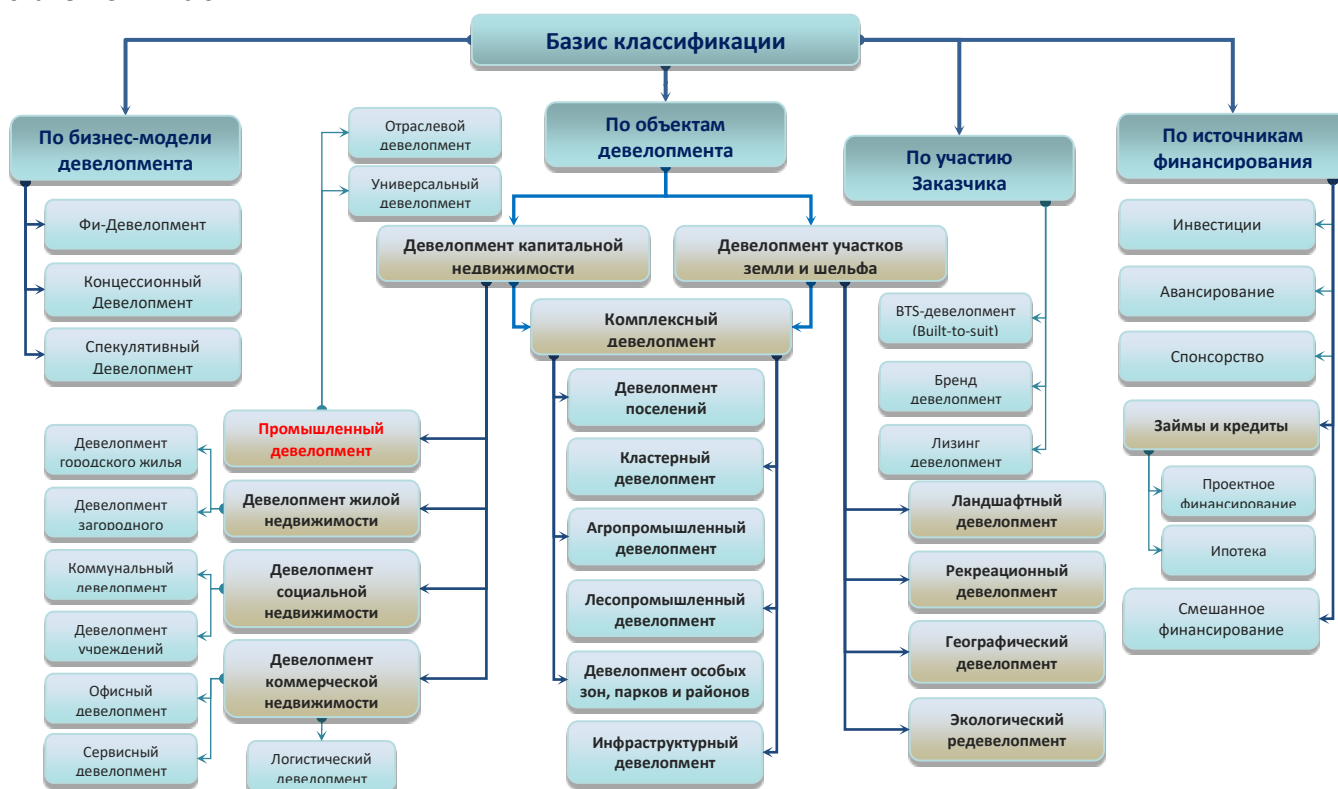 Базис классификации
По бизнес-модели
девелопмента
Фи-Девелопмент
Концессионный
Девелопмент
Спекулятивный
Девелопмент
Отраслевой
девелопмент
Универсальный
девелопмент
По объектам
девелопмента
Девелопмент капитальной
недвижимости
Девелопмент участков
земли и шельфа
Комплексный
девелопмент
Девелопмент
поселений
Кластерный
девелопмент
Агропромышленный
девелопмент
Лесопромышленный
девелопмент
Девелопмент особых
зон, парков и районов
Инфраструктурный
девелопмент
Промышленный
девелопмент
Девелопмент жилой
недвижимости
Девелопмент
социальной
недвижимости
Девелопмент
коммерческой
недвижимости
Девелопмент
городского жилья
Девелопмент
загородного
Коммунальный
девелопмент
Девелопмент
учреждений
Офисный
девелопмент
Сервисный
девелопмент
Логистический
девелопмент
По участию
Заказчика
BTS-девелопмент
(Built-to-suit)
Бренд
девелопмент
Лизинг
девелопмент
Ландшафтный
девелопмент
Рекреационный
девелопмент
Географический
девелопмент
Экологический
редевелопмент
По источникам
финансирования
Инвестиции
Авансирование
Спонсорство
Займы и кредиты
Проектное
финансирование
Ипотека
Смешанное
финансирование